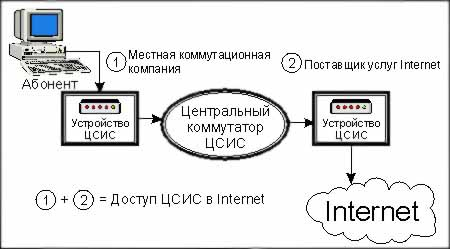 ① Местная коммутационная
компания
② Поставщик услуг Internet
Абонент
Устройство
ЦСИС
Центральный
коммутатор
ЦСИС
Устройство
ЦСИС
① + ② = Доступ ЦСИС в Internet
Internet